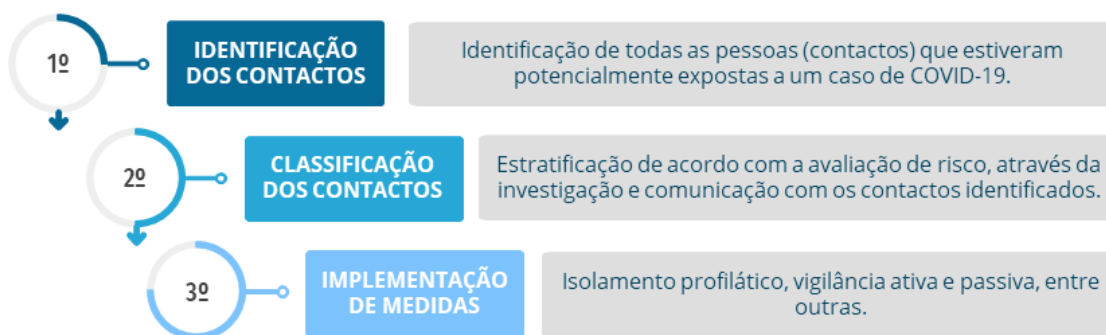 1º
IDENTIFICAÇÃO
DOS CONTACTOS
Identificação de todas as pessoas (contactos) que estiveram
potencialmente expostas a um caso de COVID-19.
2º
CLASSIFICAÇÃO
DOS CONTACTOS
Estratificação de acordo com a avaliação de risco, através da
investigação e comunicação com os contactos identificados.
3º
IMPLEMENTAÇÃO
DE MEDIDAS
Isolamento profilático, vigilância ativa e passiva, entre
outras.